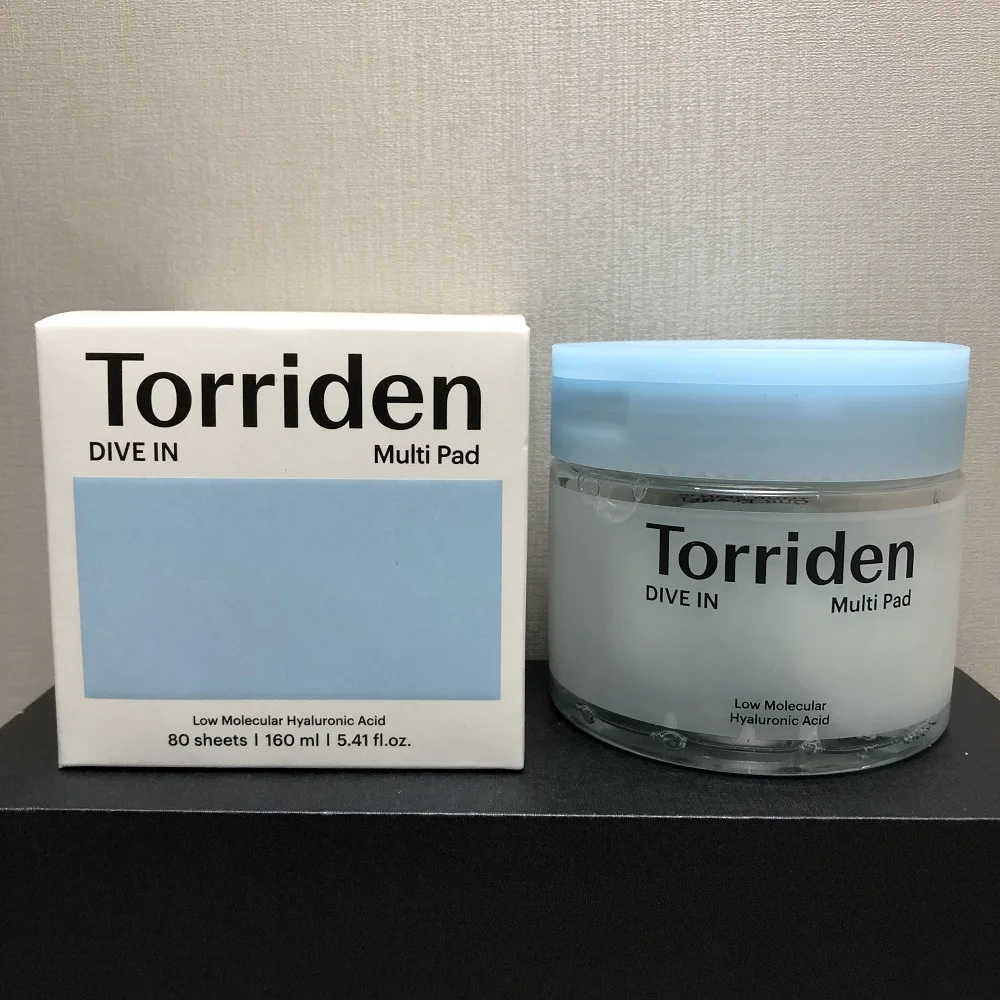 Torriden
DIVE IN Multi Pad
Low Molecular Hyaluronic Acid
80 sheets | 160 ml | 5.41 fl.oz.
Torriden
DIVE IN Multi Pad
Low Molecular
Hyaluronic Acid